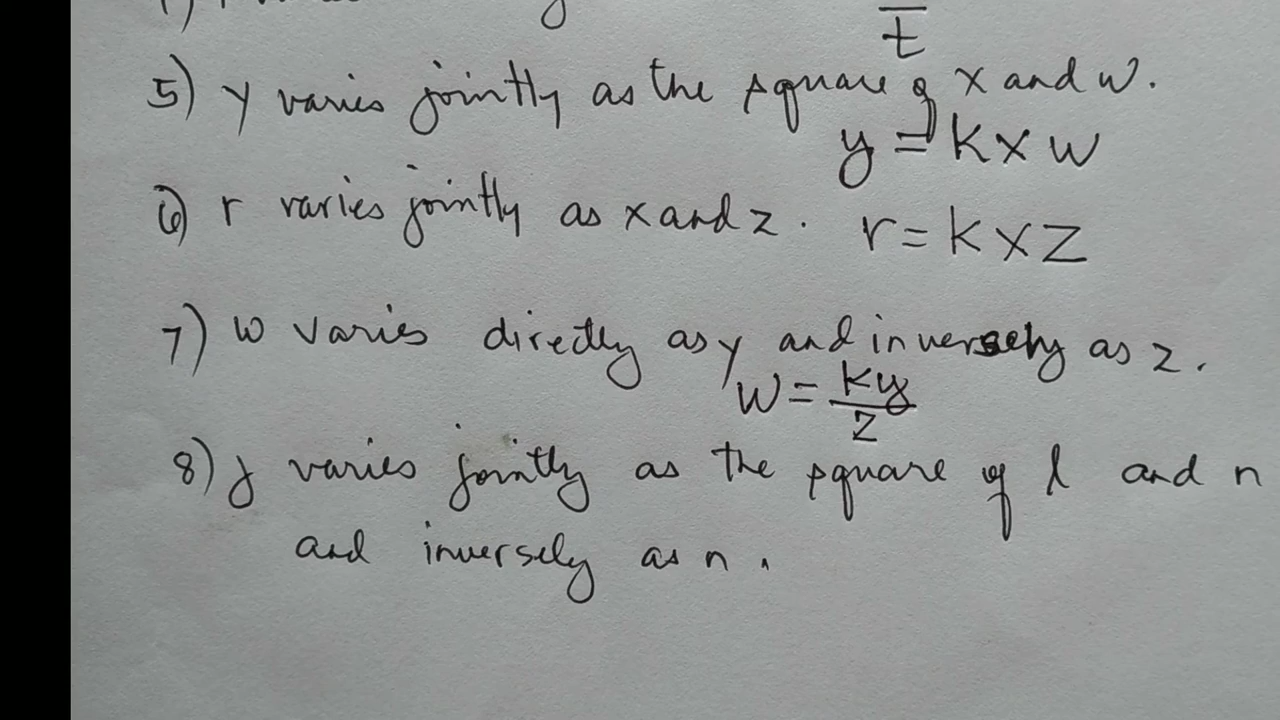 t
5) y varies jointly as the square of x and w.
y = kxw
6) r varies jointly as x and z. r = kxz
7) w varies directly as y and inversely as z.
w = ky/z
8) j varies jointly as the square of l and n
and inversely as n.